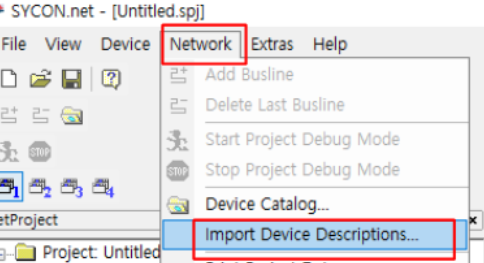 SYCON.net - [Untitled.spj]
File View Device Network Extras Help
Add Busline
Delete Last Busline
Start Project Debug Mode
STOP Stop Project Debug Mode
STOP
1 2 3 4
Device Catalog...
etProject x
Import Device Descriptions...
Project: Untitled